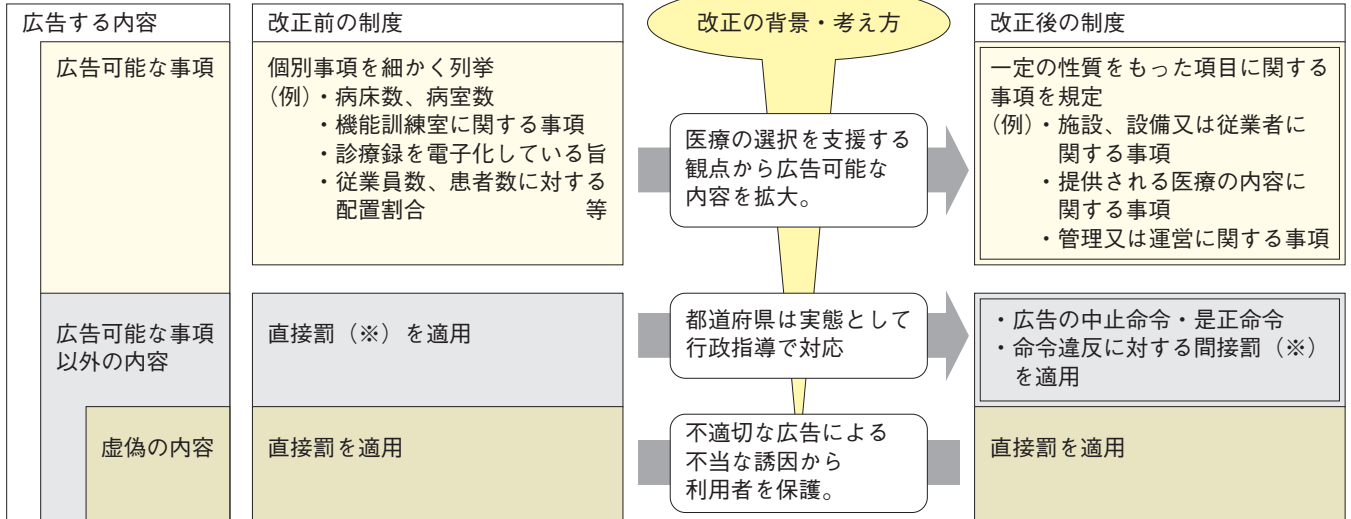 広告する内容
改正前の制度
改正の背景・考え方
改正後の制度
広告可能な事項
個別事項を細かく列挙
(例)・病床数、病室数
・機能訓練室に関する事項
・診療録を電子化している旨
・従業員数、患者数に対する
配置割合 等
医療の選択を支援する
観点から広告可能な
内容を拡大。
一定の性質をもった項目に関する
事項を規定
(例)・施設、設備又は従業者に
関する事項
・提供される医療の内容に
関する事項
・管理又は運営に関する事項
広告可能な事項
以外の内容
直接罰(※)を適用
都道府県は実態として
行政指導で対応
・広告の中止命令・是正命令
・命令違反に対する間接罰(※)
を適用
虚偽の内容
直接罰を適用
不適切な広告による
不当な誘因から
利用者を保護。
直接罰を適用